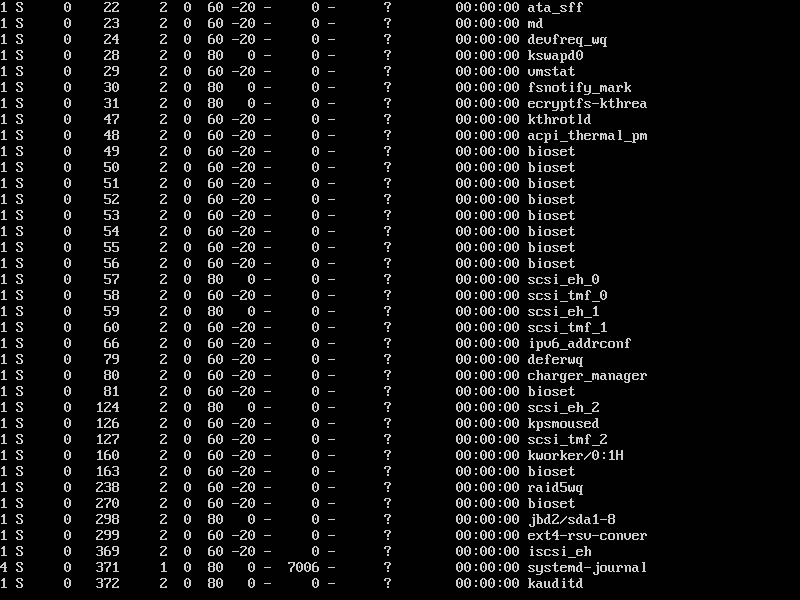 1 S     0    22     2  0  60 -20 -     0 -      ?        00:00:00 ata_sff
1 S     0    23     2  0  60 -20 -     0 -      ?        00:00:00 md
1 S     0    24     2  0  60 -20 -     0 -      ?        00:00:00 devfreq_wq
1 S     0    28     2  0  80   0 -     0 -      ?        00:00:00 kswapd0
1 S     0    29     2  0  60 -20 -     0 -      ?        00:00:00 vmstat
1 S     0    30     2  0  80   0 -     0 -      ?        00:00:00 fsnotify_mark
1 S     0    31     2  0  80   0 -     0 -      ?        00:00:00 ecryptfs-kthrea
1 S     0    47     2  0  60 -20 -     0 -      ?        00:00:00 kthrotld
1 S     0    48     2  0  60 -20 -     0 -      ?        00:00:00 acpi_thermal_pm
1 S     0    49     2  0  60 -20 -     0 -      ?        00:00:00 bioset
1 S     0    50     2  0  60 -20 -     0 -      ?        00:00:00 bioset
1 S     0    51     2  0  60 -20 -     0 -      ?        00:00:00 bioset
1 S     0    52     2  0  60 -20 -     0 -      ?        00:00:00 bioset
1 S     0    53     2  0  60 -20 -     0 -      ?        00:00:00 bioset
1 S     0    54     2  0  60 -20 -     0 -      ?        00:00:00 bioset
1 S     0    55     2  0  60 -20 -     0 -      ?        00:00:00 bioset
1 S     0    56     2  0  60 -20 -     0 -      ?        00:00:00 bioset
1 S     0    57     2  0  80   0 -     0 -      ?        00:00:00 scsi_eh_0
1 S     0    58     2  0  60 -20 -     0 -      ?        00:00:00 scsi_tmf_0
1 S     0    59     2  0  80   0 -     0 -      ?        00:00:00 scsi_eh_1
1 S     0    60     2  0  60 -20 -     0 -      ?        00:00:00 scsi_tmf_1
1 S     0    66     2  0  60 -20 -     0 -      ?        00:00:00 ipv6_addrconf
1 S     0    79     2  0  60 -20 -     0 -      ?        00:00:00 deferwq
1 S     0    80     2  0  60 -20 -     0 -      ?        00:00:00 charger_manager
1 S     0    81     2  0  60 -20 -     0 -      ?        00:00:00 bioset
1 S     0   124     2  0  80   0 -     0 -      ?        00:00:00 scsi_eh_2
1 S     0   126     2  0  60 -20 -     0 -      ?        00:00:00 kpsmoused
1 S     0   127     2  0  60 -20 -     0 -      ?        00:00:00 scsi_tmf_2
1 S     0   160     2  0  60 -20 -     0 -      ?        00:00:00 kworker/0:1H
1 S     0   163     2  0  60 -20 -     0 -      ?        00:00:00 bioset
1 S     0   238     2  0  60 -20 -     0 -      ?        00:00:00 raid5wq
1 S     0   270     2  0  60 -20 -     0 -      ?        00:00:00 bioset
1 S     0   298     2  0  80   0 -     0 -      ?        00:00:00 jbd2/sda1-8
1 S     0   299     2  0  60 -20 -     0 -      ?        00:00:00 ext4-rsv-conver
1 S     0   369     2  0  60 -20 -     0 -      ?        00:00:00 iscsi_eh
4 S     0   371     1  0  80   0 -  7006 -      ?        00:00:00 systemd-journal
1 S     0   372     2  0  80   0 -     0 -      ?        00:00:00 kauditd